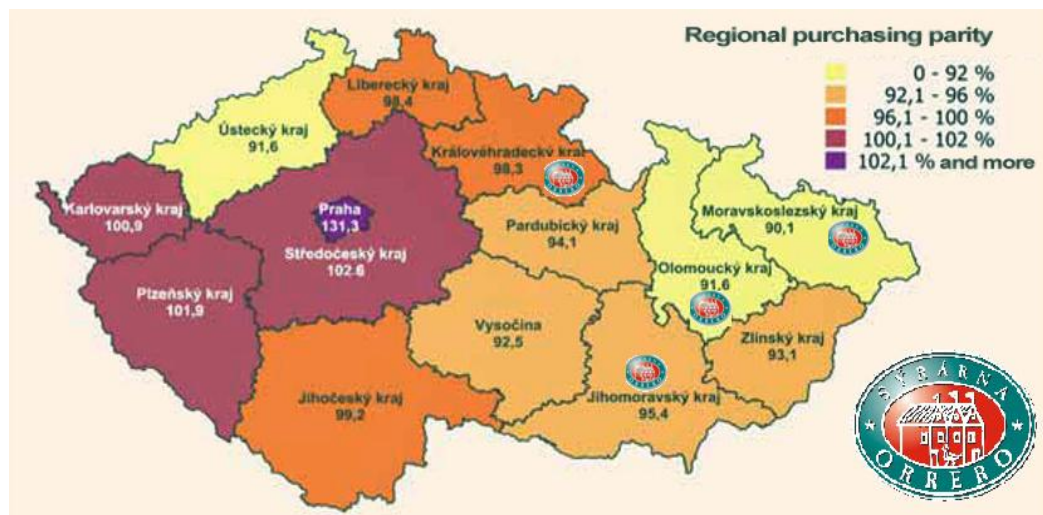 Regional purchasing parity
0 - 92 %
92,1 - 96 %
96,1 - 100 %
100,1 - 102 %
102,1 % and more
Liberecký kraj
98,4
Ústecký kraj
91,6
Královéhradecký kraj
98,3
Karlovarský kraj
100,9
Praha
131,3
Středočeský kraj
102.6
Pardubický kraj
94,1
Moravskoslezský kraj
90,1
Olomoucký kraj
91,6
Plzeňský kraj
101,9
Vysočina
92,5
Zlínský kraj
93,1
Jihočeský kraj
99,2
Jihomoravský kraj
95,4
SÝRÁRNA
ORRERO